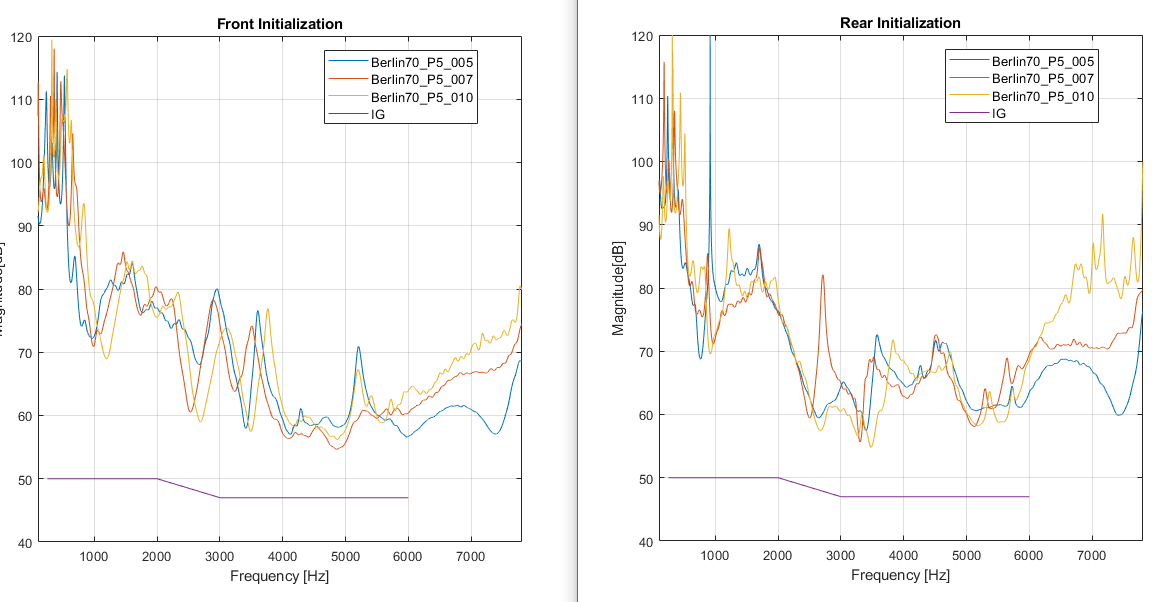 Front Initialization
120
110
100
90
80
70
60
50
40
1000 2000 3000 4000 5000 6000 7000
Frequency [Hz]
Berlin70_P5_005
Berlin70_P5_007
Berlin70_P5_010
IG
Rear Initialization
Magnitude[dB]
120
110
100
90
80
70
60
50
40
1000 2000 3000 4000 5000 6000 7000
Frequency [Hz]
Berlin70_P5_005
Berlin70_P5_007
Berlin70_P5_010
IG